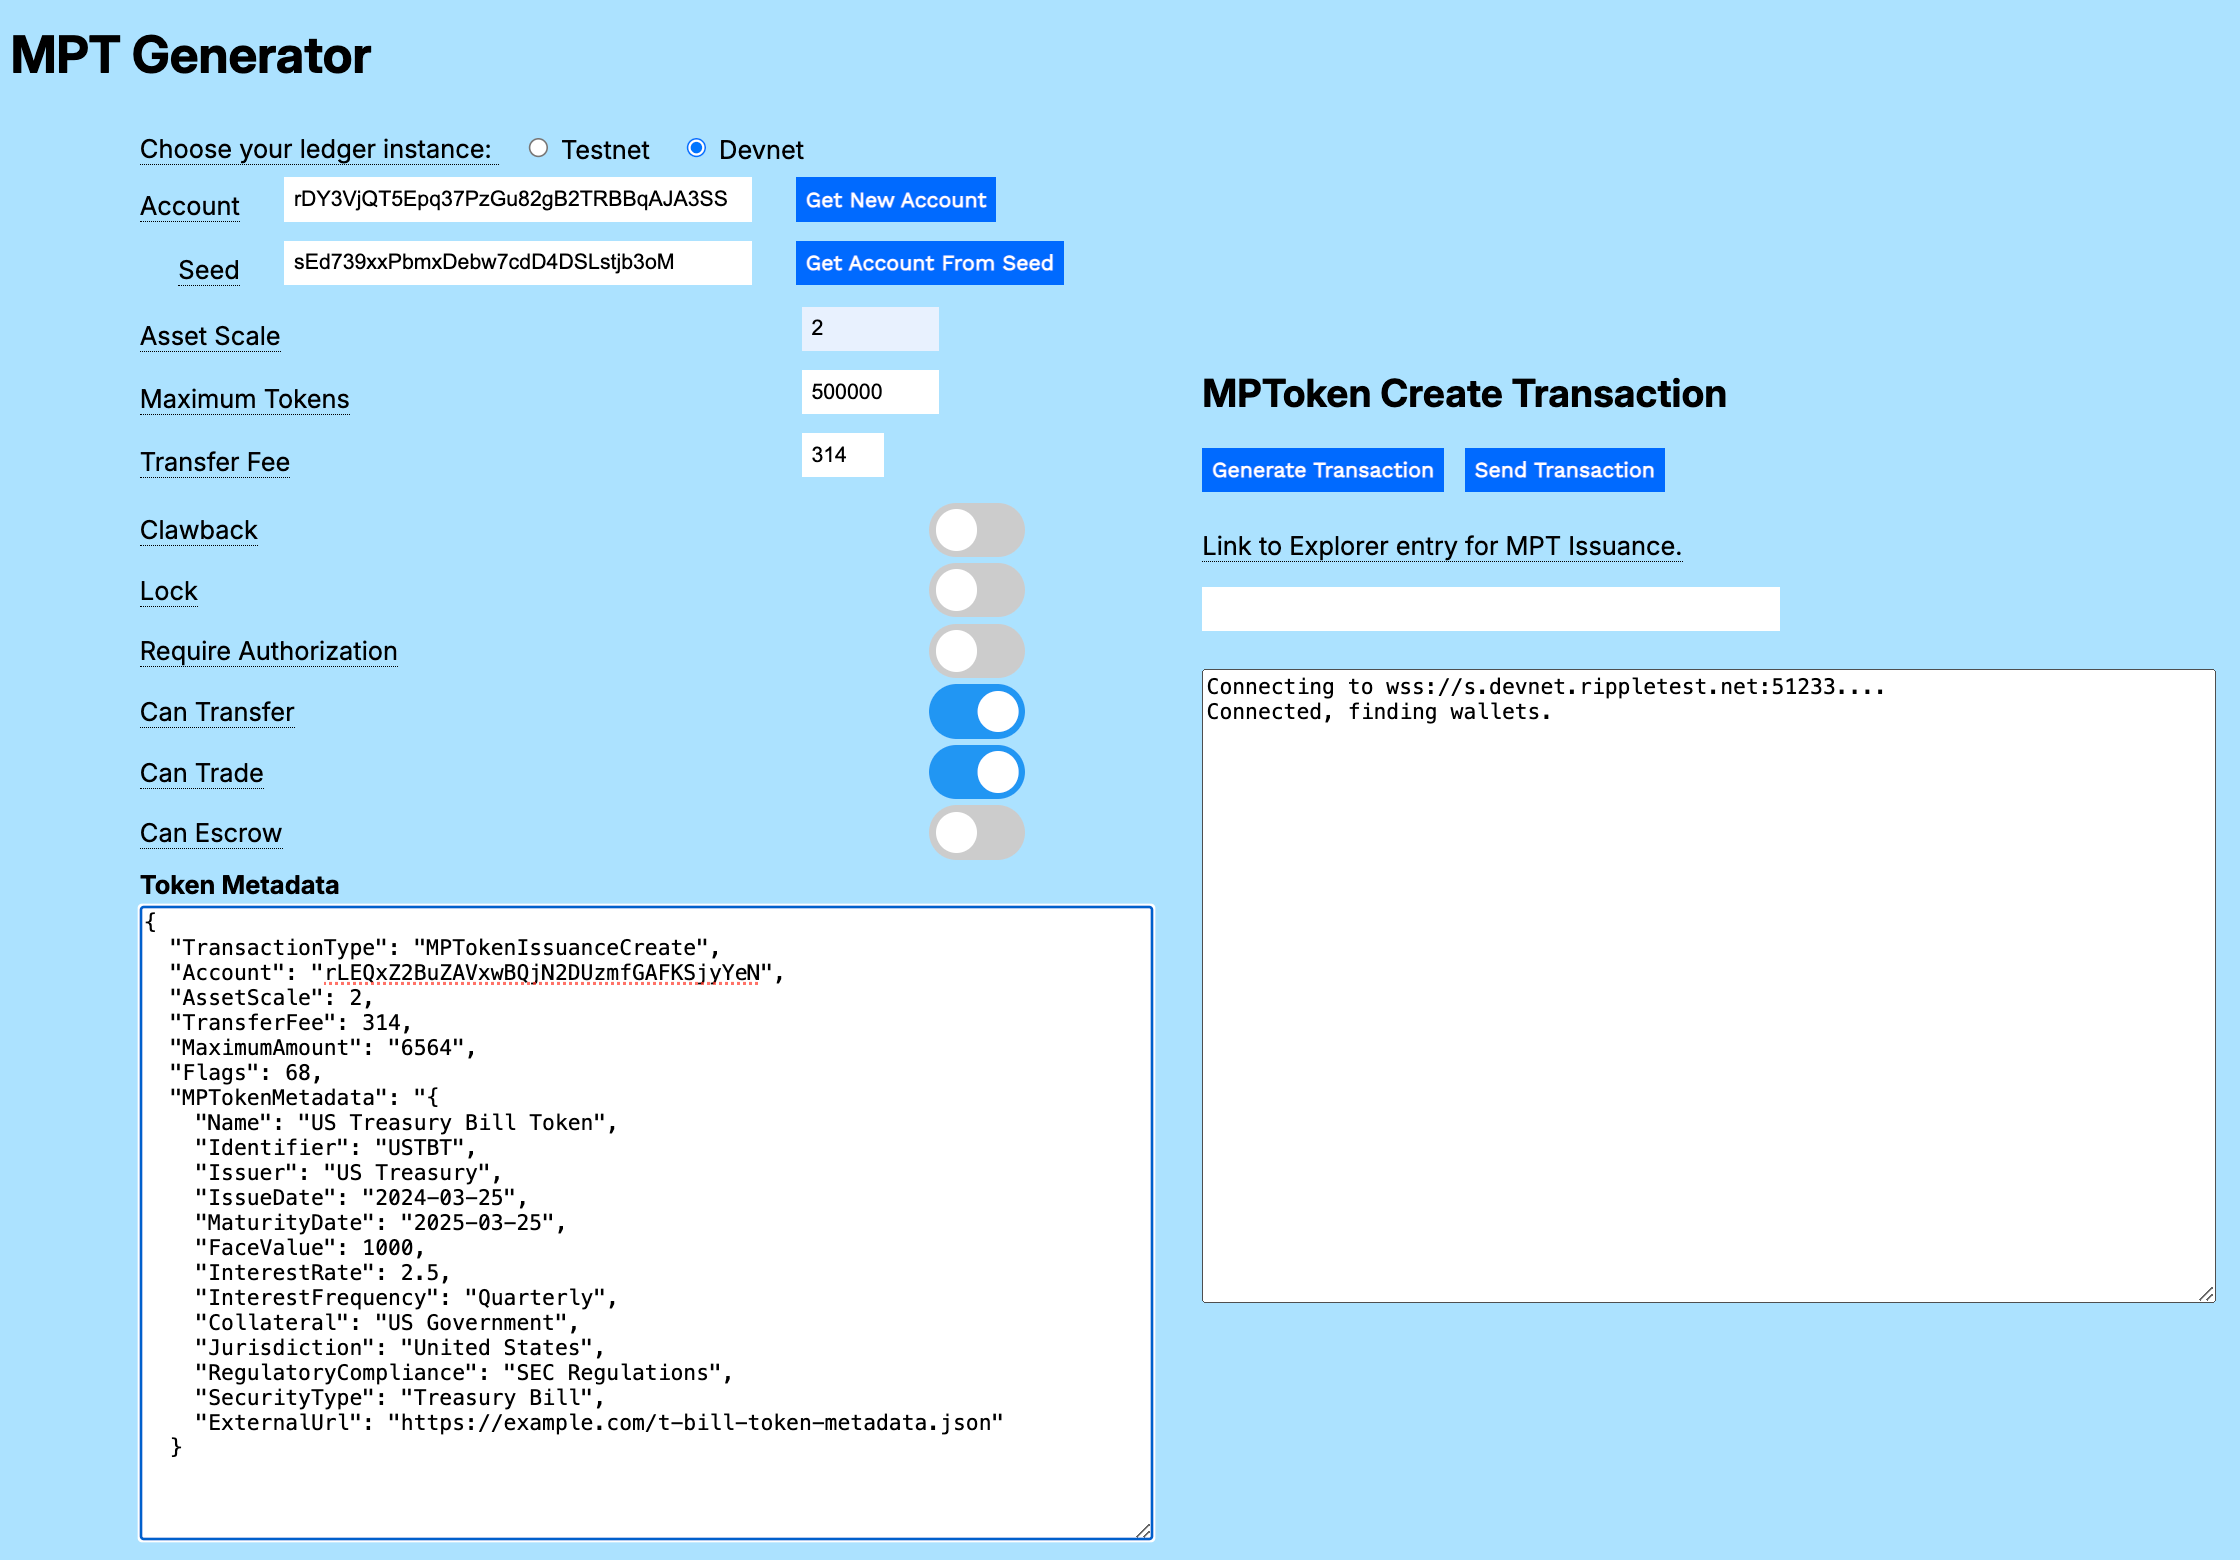 MPT Generator
Choose your ledger instance: Testnet Devnet
Account rDY3VjQT5Epq37PzGu82gB2TRBBqAJA3SS Get New Account
Seed sEd739xxPbmxDebw7cdD4DSLstjb3oM Get Account From Seed
Asset Scale 2
Maximum Tokens 500000
Transfer Fee 314
Clawback
Lock
Require Authorization
Can Transfer
Can Trade
Can Escrow
Token Metadata
{
  "TransactionType": "MPTokenIssuanceCreate",
  "Account": "rLEQxZ2BuZAVxwBQjN2DUzmfGAFKSjyYeN",
  "AssetScale": 2,
  "TransferFee": 314,
  "MaximumAmount": "6564",
  "Flags": 68,
  "MPTokenMetadata": "{
    "Name": "US Treasury Bill Token",
    "Identifier": "USTBT",
    "Issuer": "US Treasury",
    "IssueDate": "2024-03-25",
    "MaturityDate": "2025-03-25",
    "FaceValue": 1000,
    "InterestRate": 2.5,
    "InterestFrequency": "Quarterly",
    "Collateral": "US Government",
    "Jurisdiction": "United States",
    "RegulatoryCompliance": "SEC Regulations",
    "SecurityType": "Treasury Bill",
    "ExternalUrl": "https://example.com/t-bill-token-metadata.json"
  }
MPToken Create Transaction
Generate Transaction Send Transaction
Link to Explorer entry for MPT Issuance.
Connecting to wss://s.devnet.rippletest.net:51233....
Connected, finding wallets.